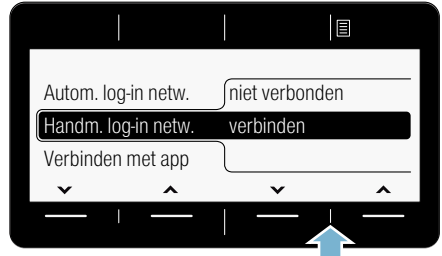 Autom. log-in netw. niet verbonden
Handm. log-in netw. verbinden
Verbinden met app